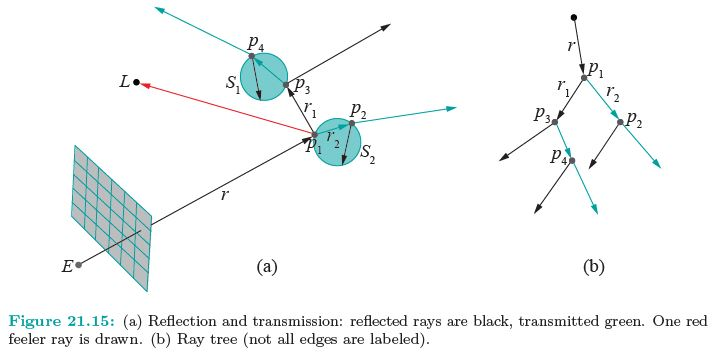 p4
L
S1
p3
r1
p2
p1
r2
S2
r
E
(a)
r
p1
r1
r2
p3
p2
p4
(b)
Figure 21.15: (a) Reflection and transmission: reflected rays are black, transmitted green. One red
feeler ray is drawn. (b) Ray tree (not all edges are labeled).